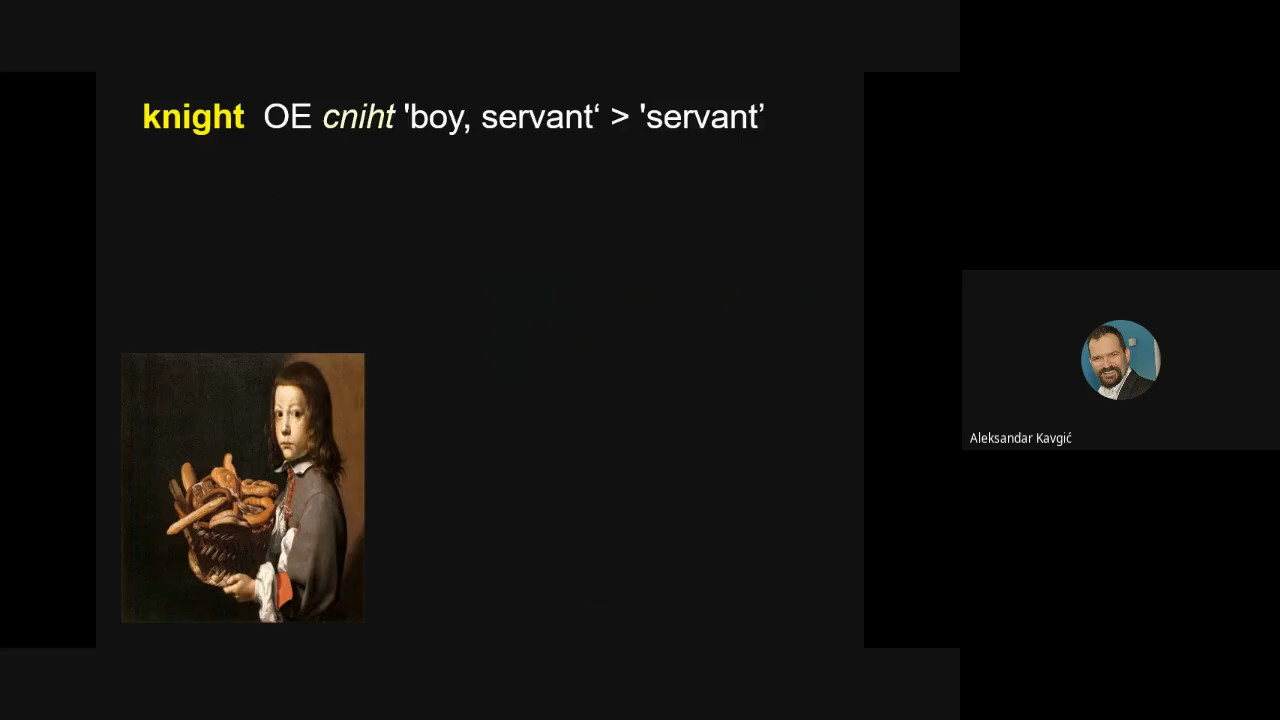 knight OE cniht 'boy, servant‘ > 'servant’
Aleksandar Kavgić